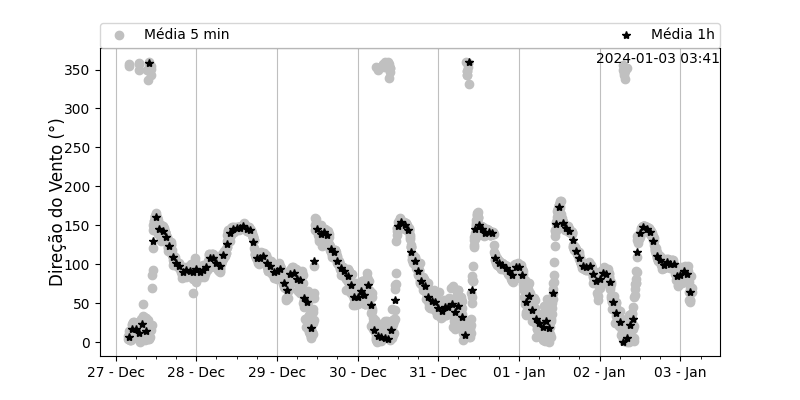 Média 5 min
Média 1h
2024-01-03 03:41
Direção do Vento (°)
350
300
250
200
150
100
50
0
27 - Dec
28 - Dec
29 - Dec
30 - Dec
31 - Dec
01 - Jan
02 - Jan
03 - Jan